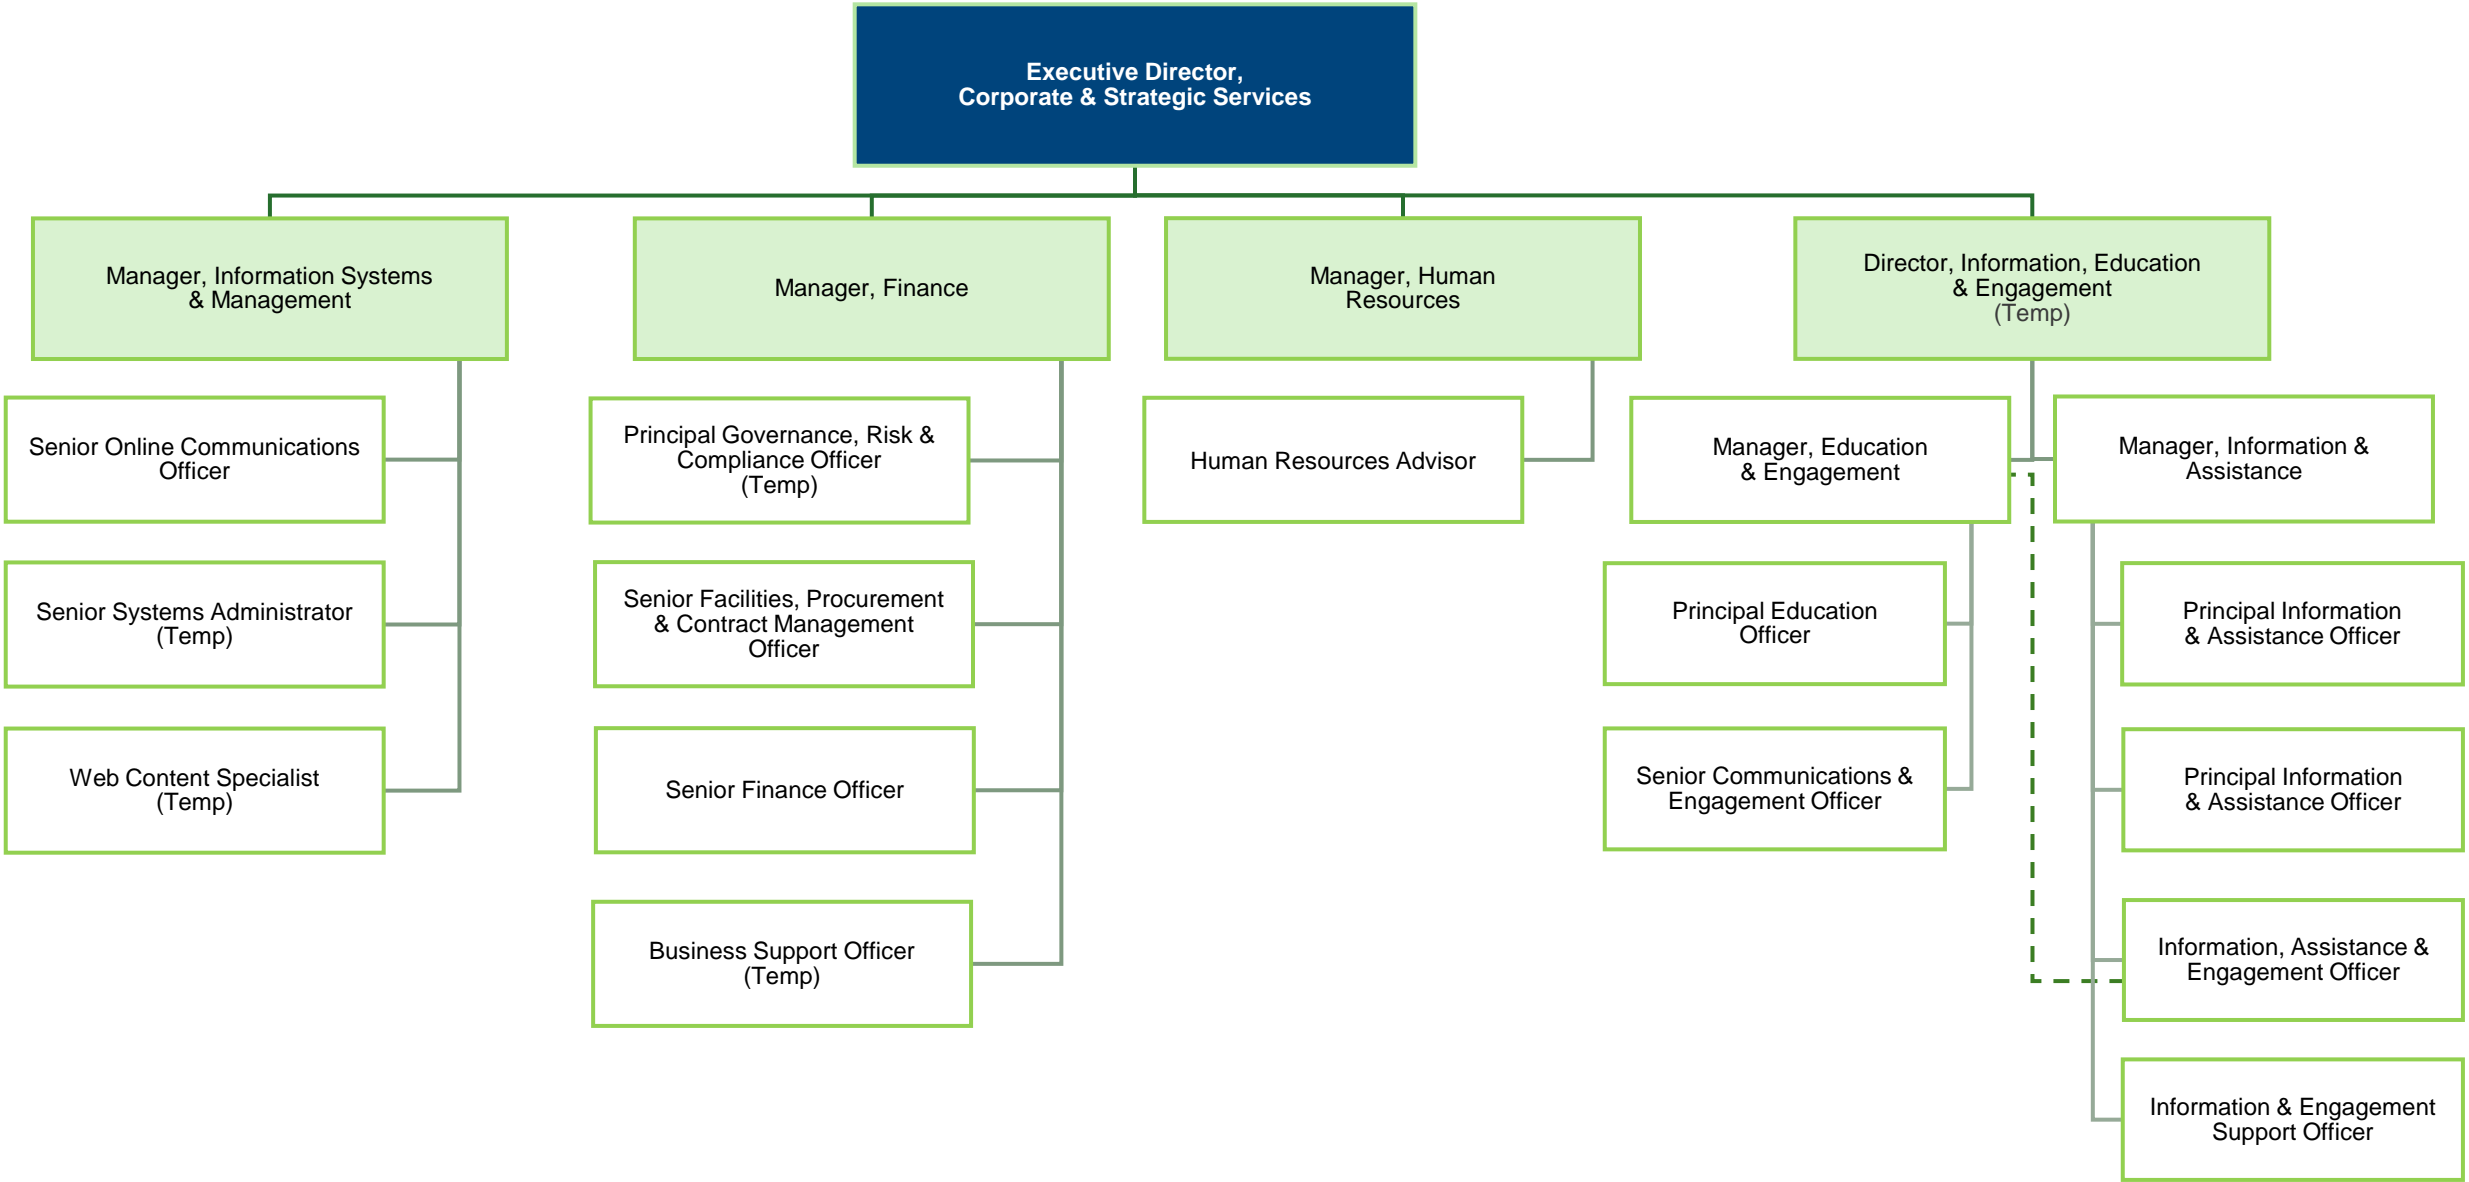 Executive Director,
Corporate & Strategic Services
Manager, Information Systems
& Management
Manager, Finance
Manager, Human
Resources
Director, Information, Education
& Engagement
(Temp)
Senior Online Communications
Officer
Principal Governance, Risk &
Compliance Officer
(Temp)
Human Resources Advisor
Manager, Education
& Engagement
Manager, Information &
Assistance
Senior Systems Administrator
(Temp)
Senior Facilities, Procurement
& Contract Management
Officer
Principal Education
Officer
Principal Information
& Assistance Officer
Web Content Specialist
(Temp)
Senior Finance Officer
Senior Communications &
Engagement Officer
Principal Information
& Assistance Officer
Business Support Officer
(Temp)
Information, Assistance &
Engagement Officer
Information & Engagement
Support Officer